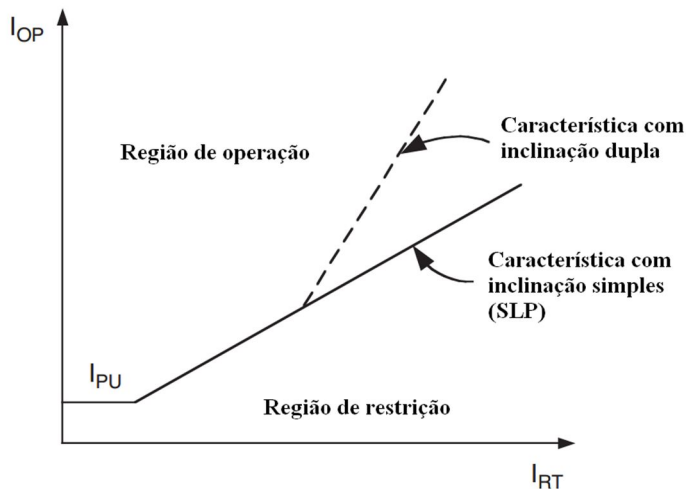 IOP
Característica com
inclinação dupla
Região de operação
Característica com
inclinação simples
(SLP)
IPU
Região de restrição
IRT